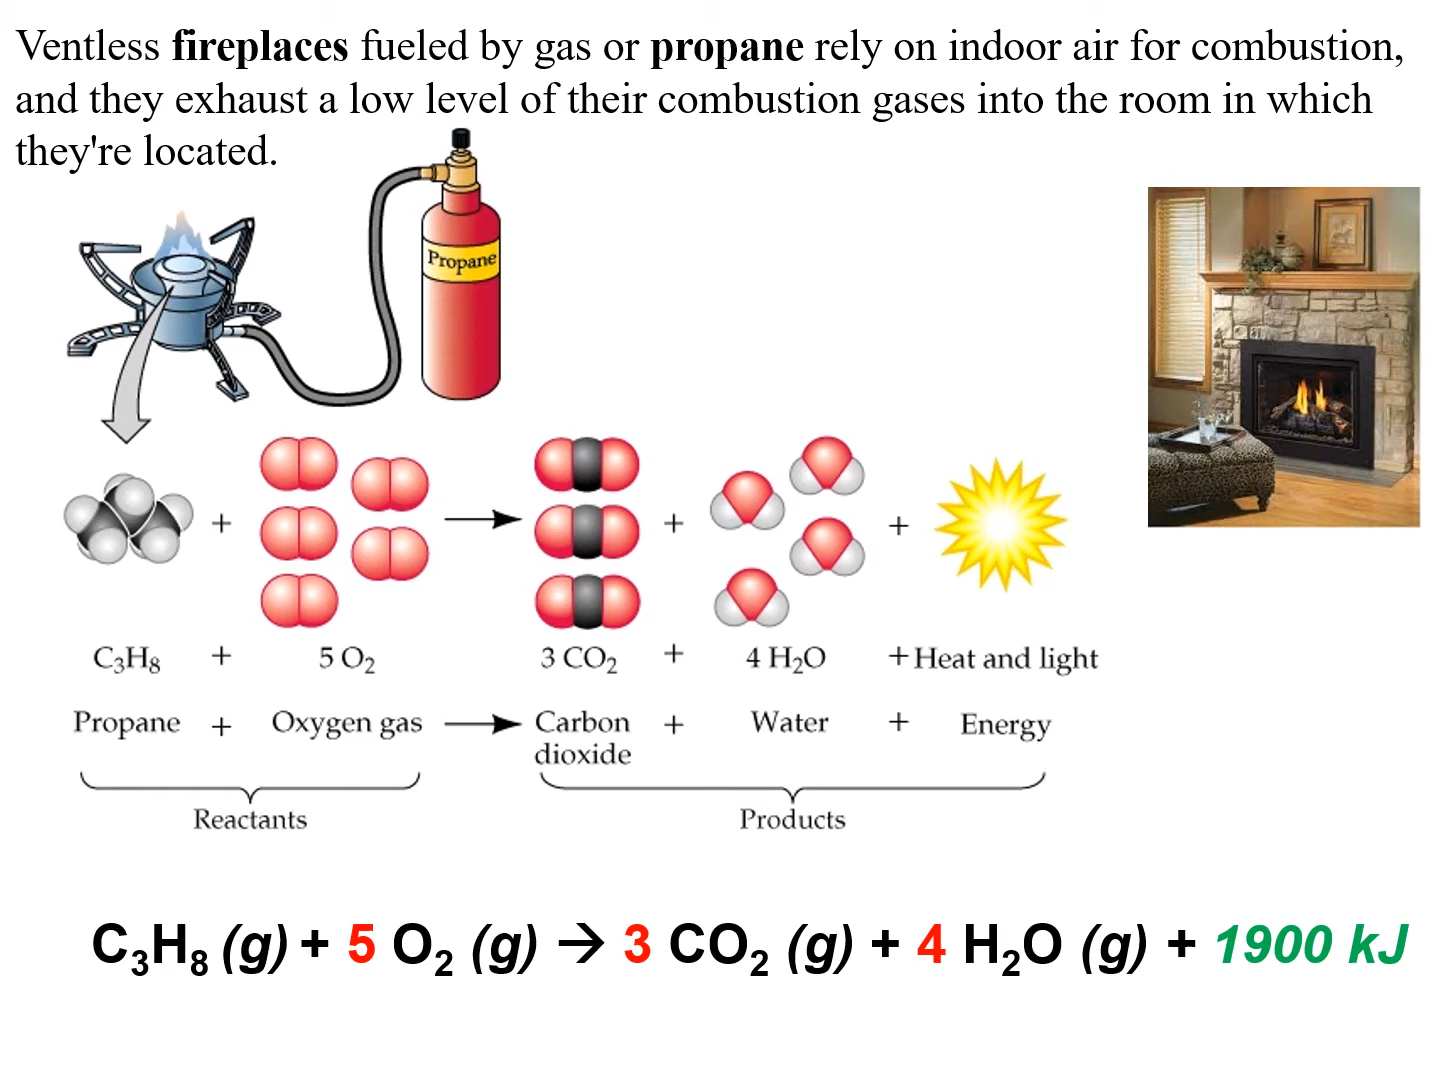 Ventless fireplaces fueled by gas or propane rely on indoor air for combustion,
and they exhaust a low level of their combustion gases into the room in which
they're located.
Propane
+ → + +
C₃H₈ + 5 O₂ 3 CO₂ + 4 H₂O + Heat and light
Propane + Oxygen gas → Carbon dioxide + Water + Energy
Reactants Products
C₃H₈ (g) + 5 O₂ (g) → 3 CO₂ (g) + 4 H₂O (g) + 1900 kJ